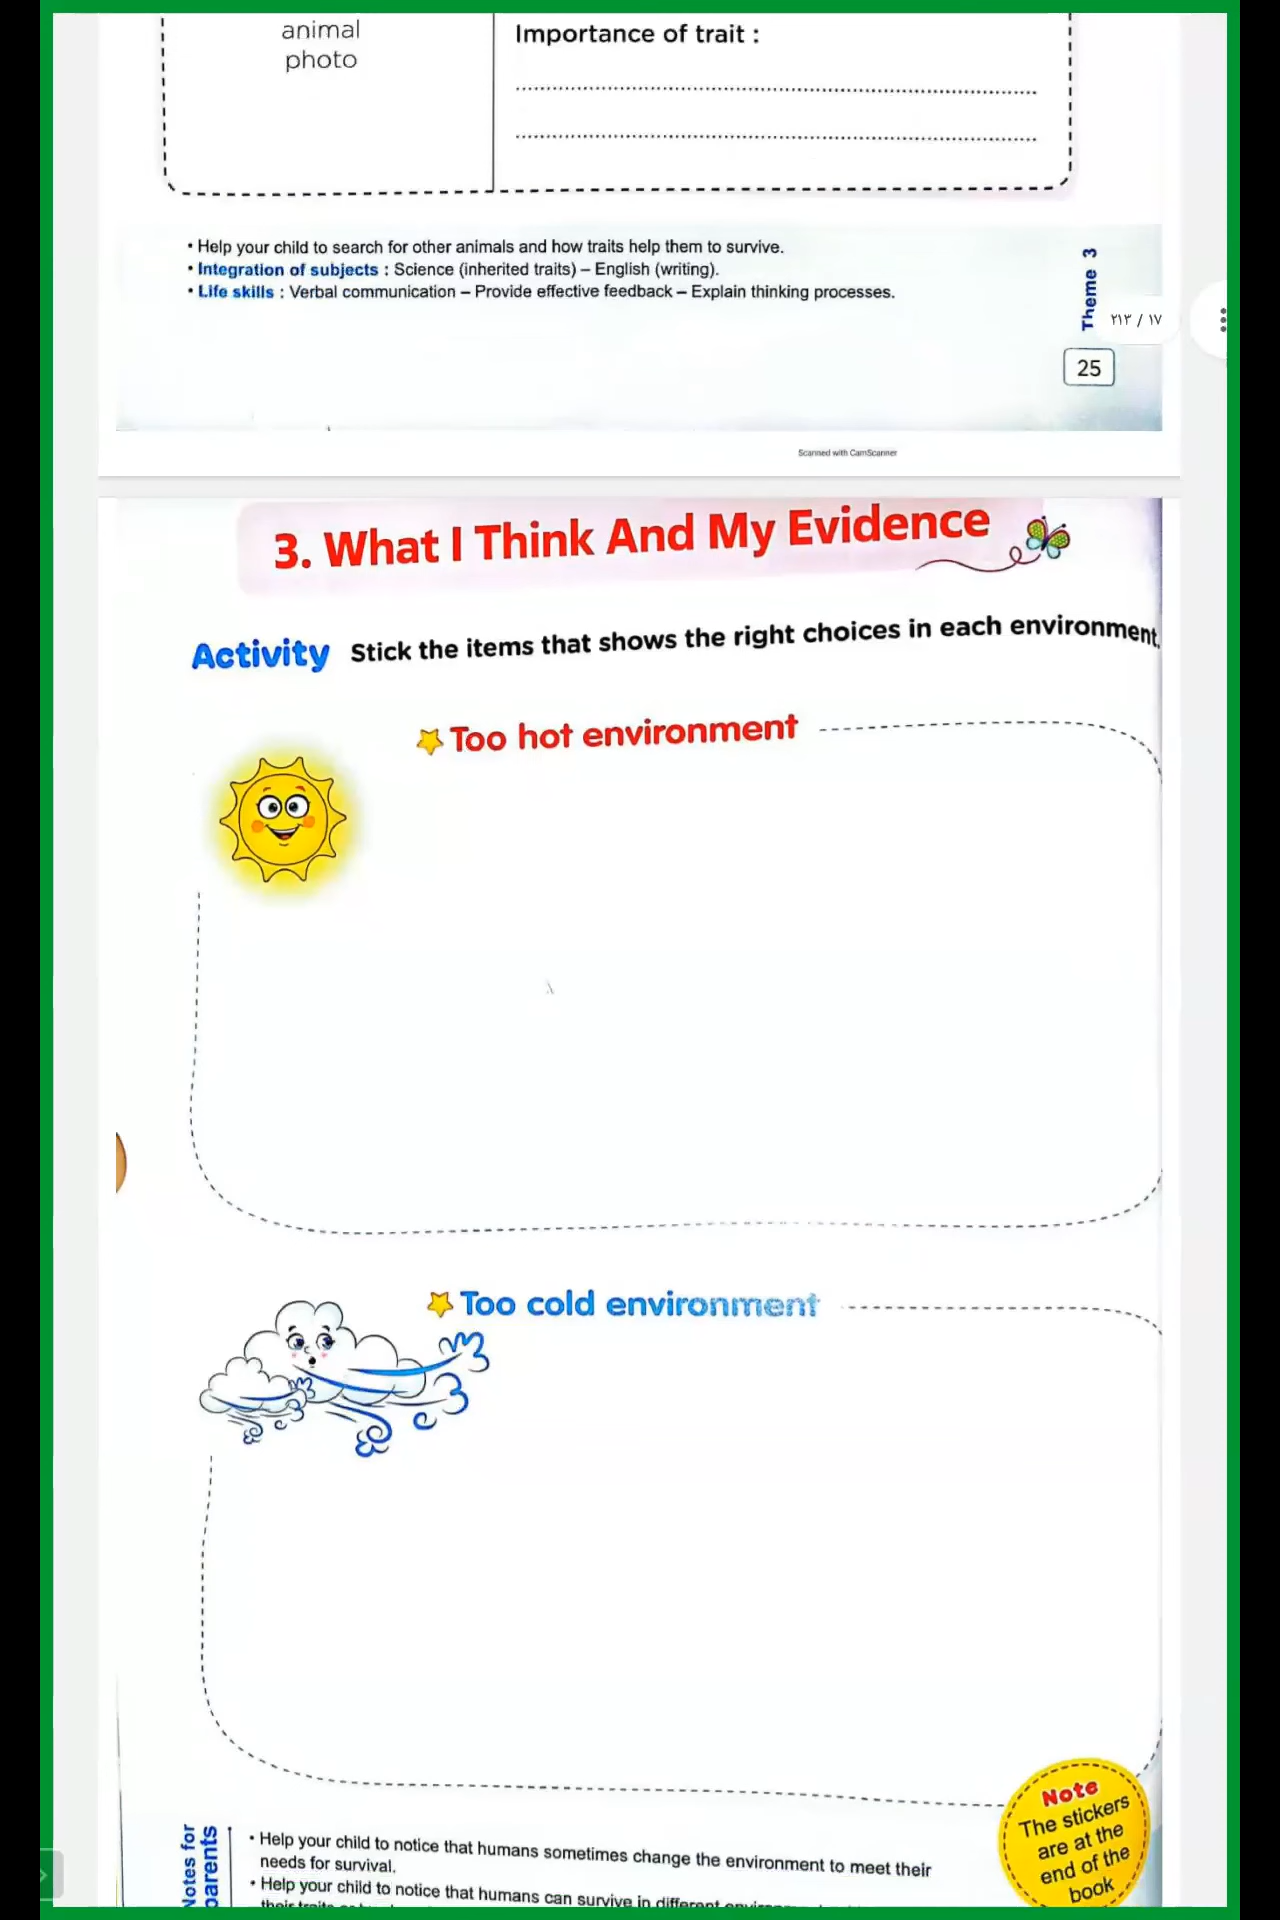 animal
photo
Importance of trait :
• Help your child to search for other animals and how traits help them to survive.
• Integration of subjects : Science (inherited traits) – English (writing).
• Life skills : Verbal communication – Provide effective feedback – Explain thinking processes.
Theme 3
٢١٣ / ١٧
25
Scanned with CamScanner
3. What I Think And My Evidence
Activity Stick the items that shows the right choices in each environment.
Too hot environment
Too cold environment
Note
The stickers
are at the
end of the
book
Notes for
parents
• Help your child to notice that humans sometimes change the environment to meet their
needs for survival.
• Help your child to notice that humans can survive in different
their traits